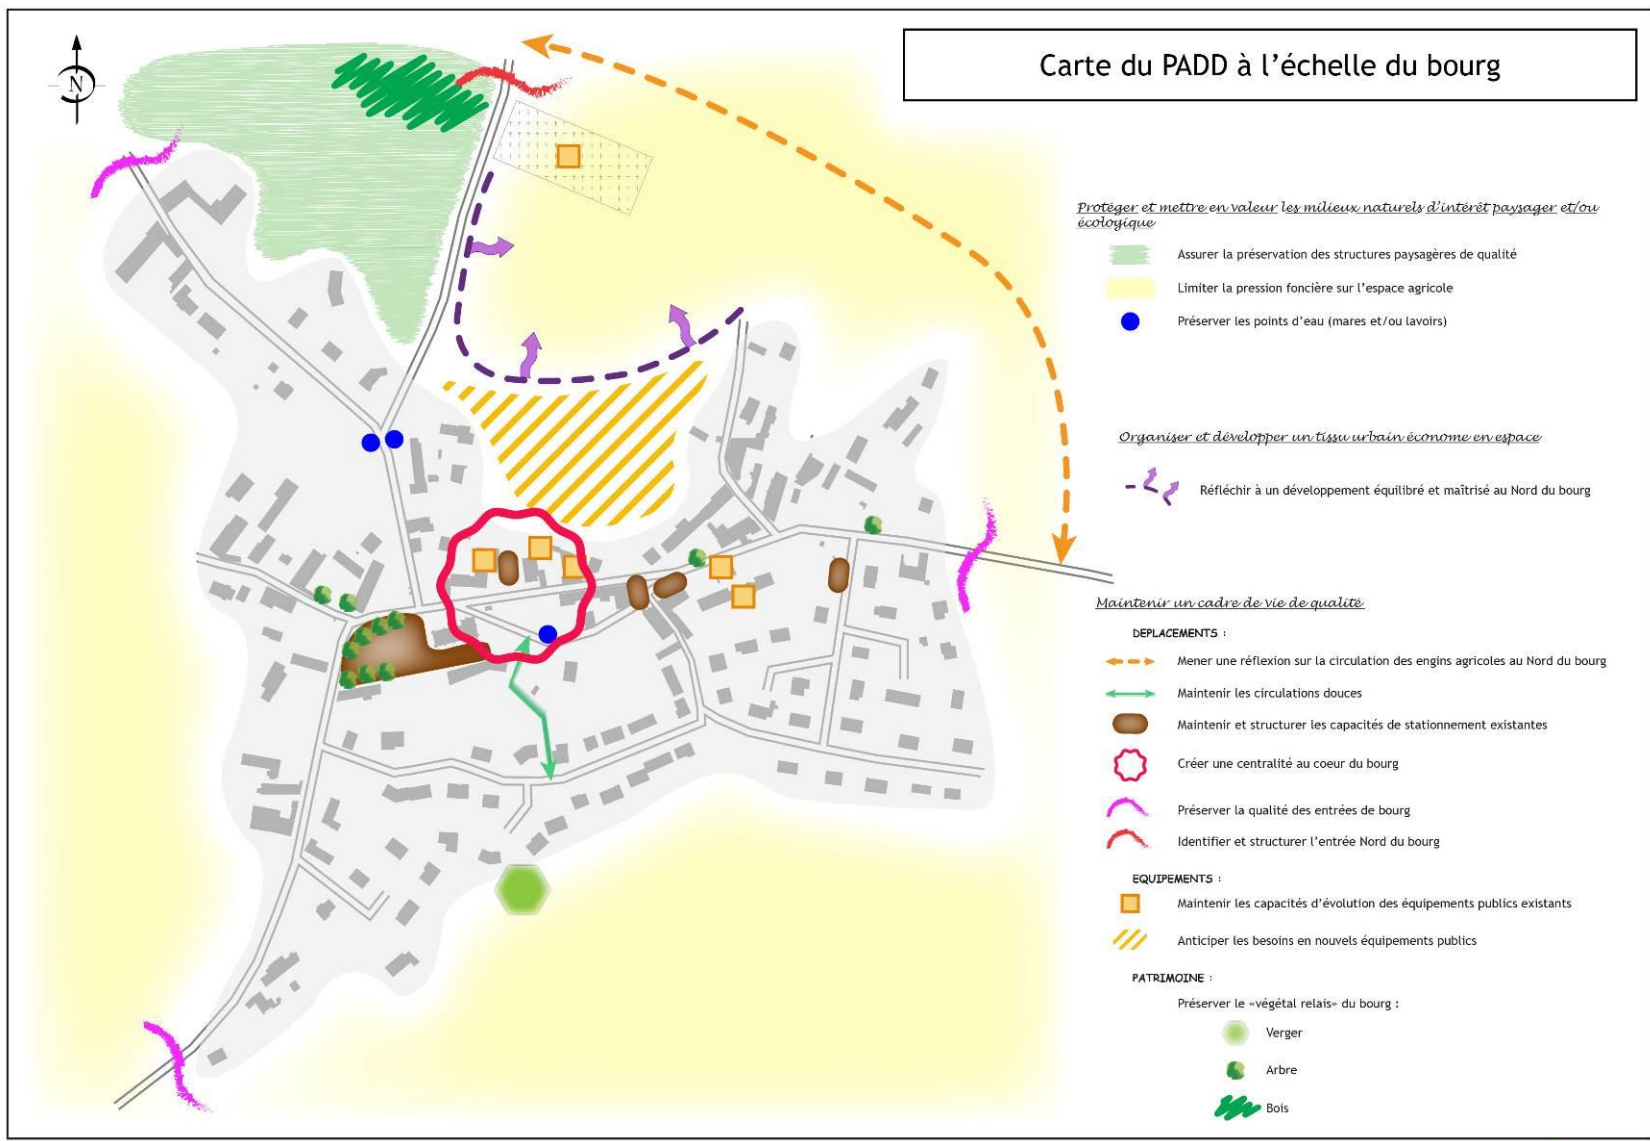 Carte du PADD à l'échelle du bourg
N
Protéger et mettre en valeur les milieux naturels d'intérêt paysager et/ou
écologique
Assurer la préservation des structures paysagères de qualité
Limiter la pression foncière sur l'espace agricole
Préserver les points d'eau (mares et/ou lavoirs)
Organiser et développer un tissu urbain économe en espace
Réfléchir à un développement équilibré et maîtrisé au Nord du bourg
Maintenir un cadre de vie de qualité
DEPLACEMENTS :
Mener une réflexion sur la circulation des engins agricoles au Nord du bourg
Maintenir les circulations douces
Maintenir et structurer les capacités de stationnement existantes
Créer une centralité au coeur du bourg
Préserver la qualité des entrées de bourg
Identifier et structurer l'entrée Nord du bourg
EQUIPEMENTS :
Maintenir les capacités d'évolution des équipements publics existants
Anticiper les besoins en nouvels équipements publics
PATRIMOINE :
Préserver le «végétal relais» du bourg :
Verger
Arbre
Bois